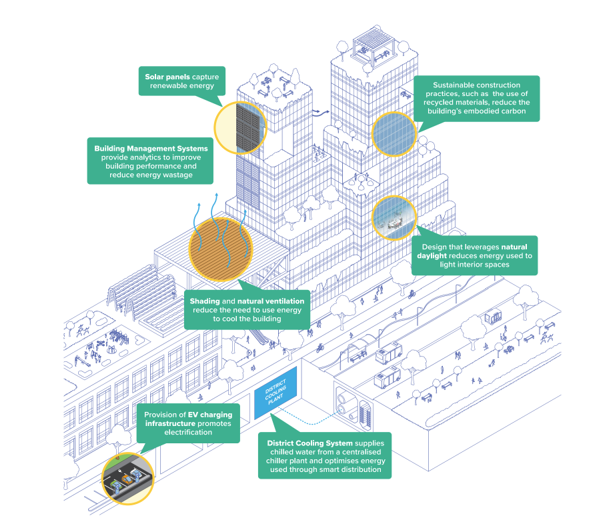 Solar panels capture
renewable energy
Sustainable construction
practices, such as the use of
recycled materials, reduce the
building's embodied carbon
Building Management Systems
provide analytics to improve
building performance and
reduce energy wastage
Design that leverages natural
daylight reduces energy used to
light interior spaces
Shading and natural ventilation
reduce the need to use energy
to cool the building
DISTRICT
COOLING
PLANT
Provision of EV charging
infrastructure promotes
electrification
District Cooling System supplies
chilled water from a centralised
chiller plant and optimises energy
used through smart distribution